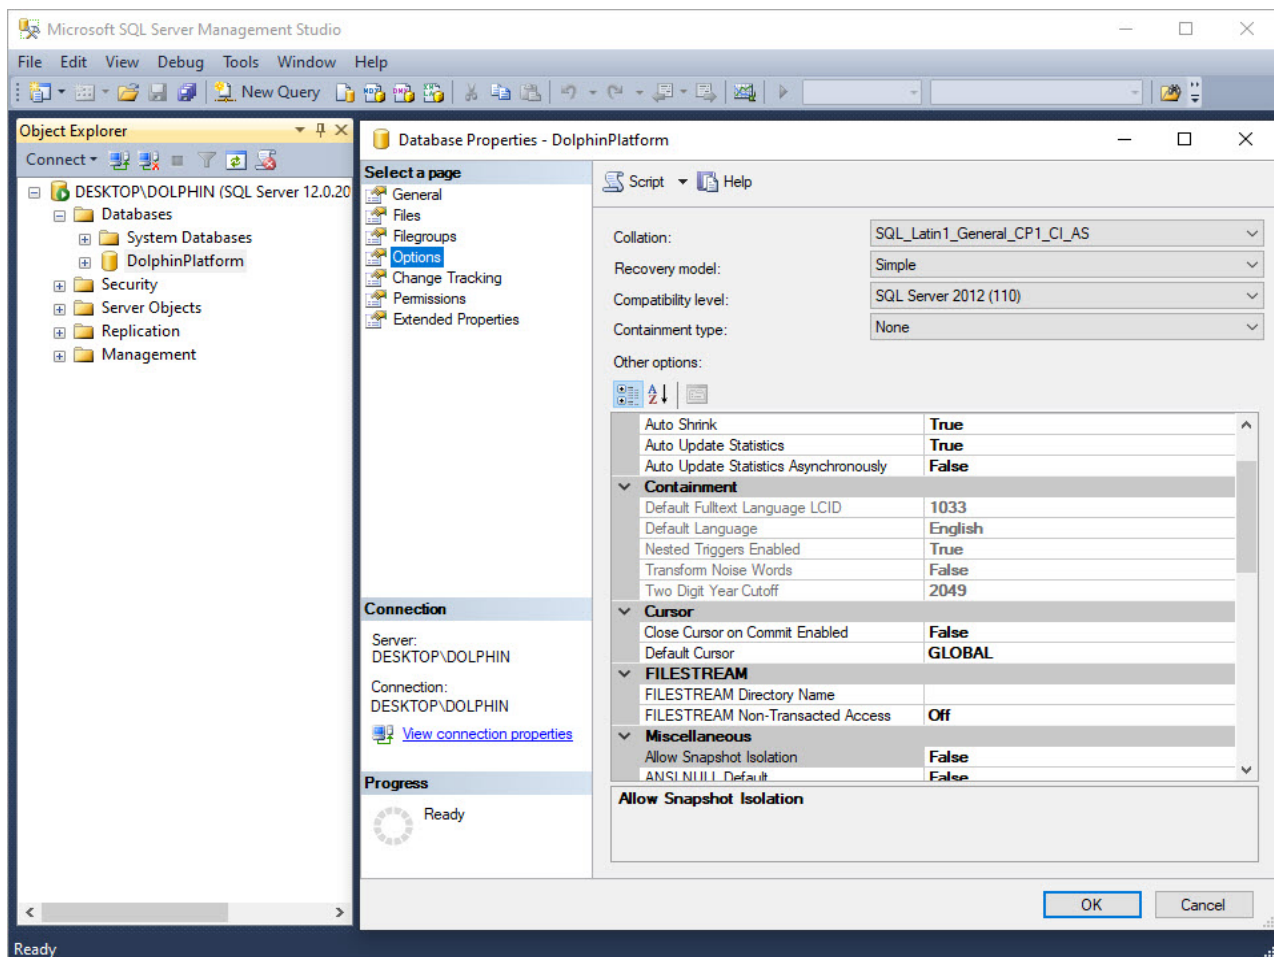 Microsoft SQL Server Management Studio
File Edit View Debug Tools Window Help
New Query
Object Explorer
Connect
DESKTOP\DOLPHIN (SQL Server 12.0.20
Databases
System Databases
DolphinPlatform
Security
Server Objects
Replication
Management
Database Properties - DolphinPlatform
Select a page
General
Files
Filegroups
Options
Change Tracking
Permissions
Extended Properties
Connection
Server:
DESKTOP\DOLPHIN
Connection:
DESKTOP\DOLPHIN
View connection properties
Progress
Ready
Script Help
Collation: SQL_Latin1_General_CP1_CI_AS
Recovery model: Simple
Compatibility level: SQL Server 2012 (110)
Containment type: None
Other options:
Auto Shrink True
Auto Update Statistics True
Auto Update Statistics Asynchronously False
Containment
Default Fulltext Language LCID 1033
Default Language English
Nested Triggers Enabled True
Transform Noise Words False
Two Digit Year Cutoff 2049
Cursor
Close Cursor on Commit Enabled False
Default Cursor GLOBAL
FILESTREAM
FILESTREAM Directory Name
FILESTREAM Non-Transacted Access Off
Miscellaneous
Allow Snapshot Isolation False
ANSI NULL Default False
Allow Snapshot Isolation
OK Cancel
Ready